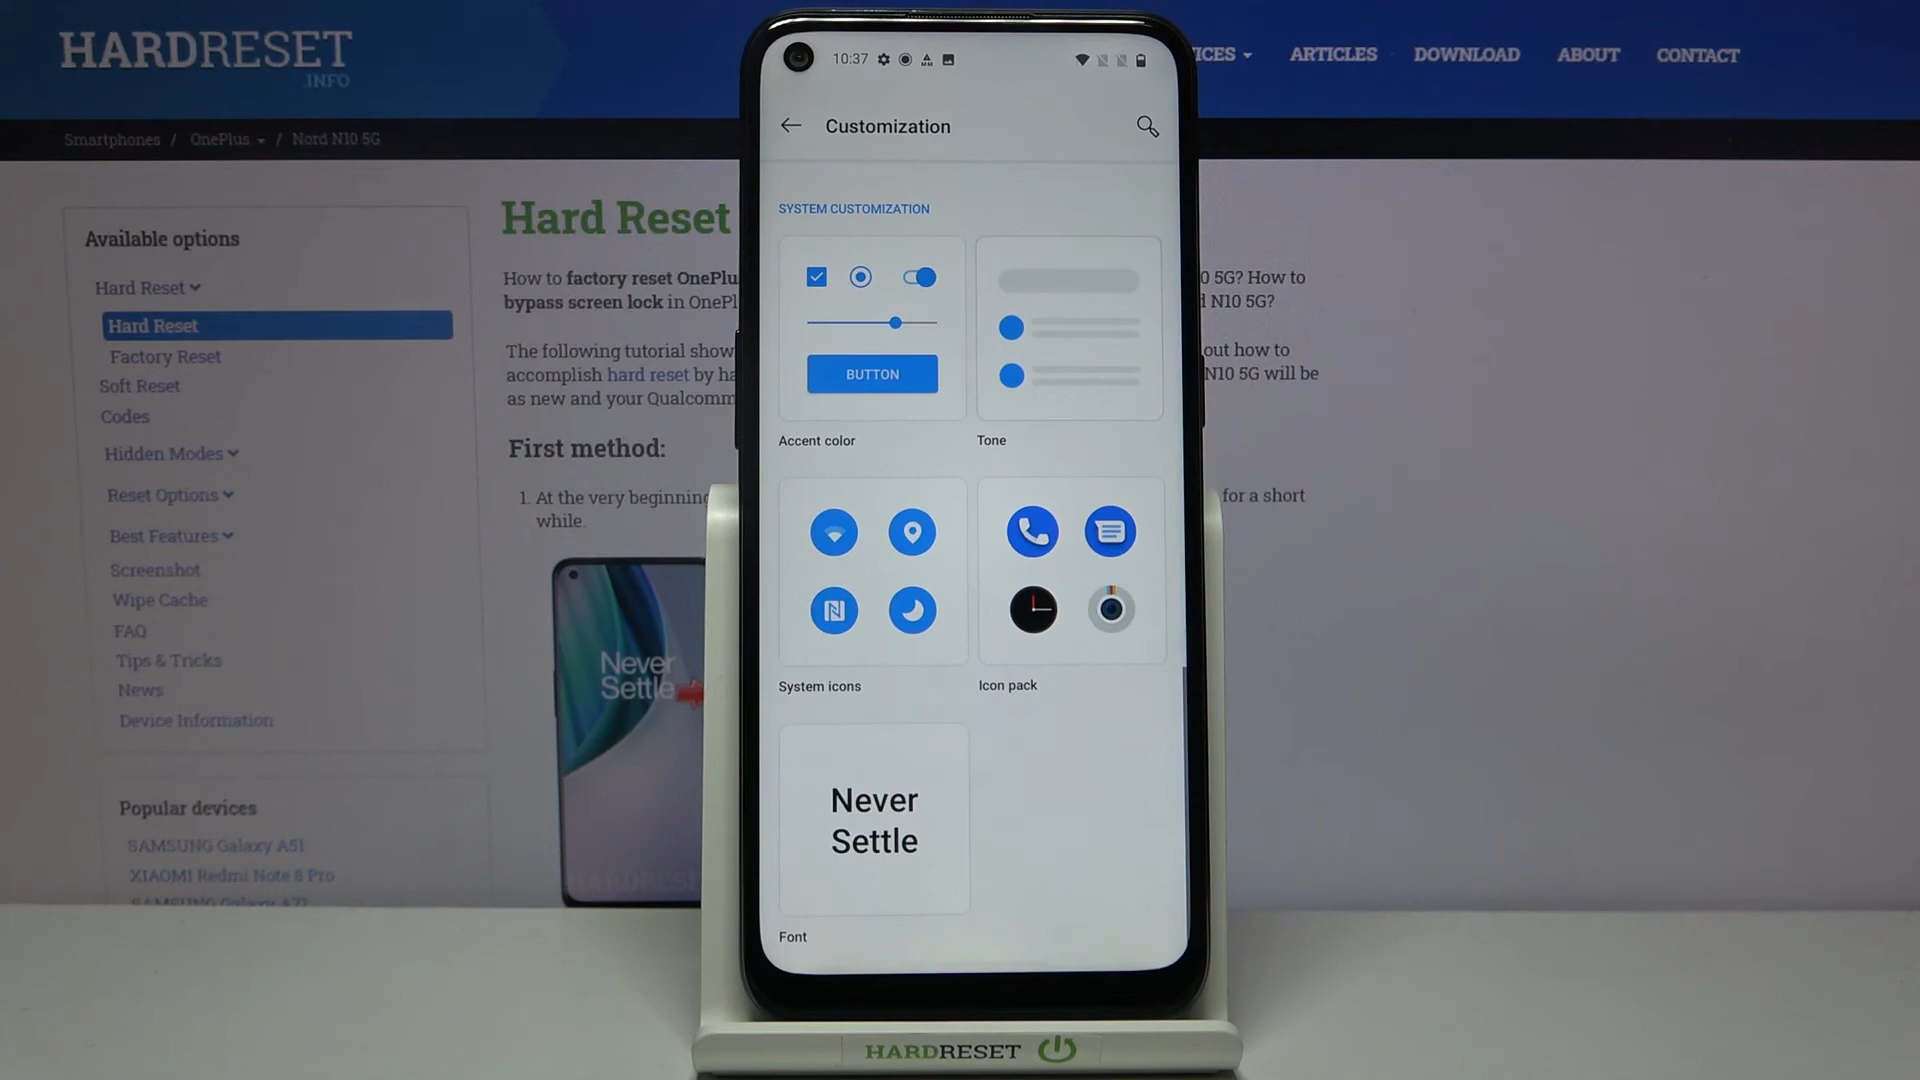 HARDRESET
.INFO
ICES
ARTICLES
DOWNLOAD
ABOUT
CONTACT
Smartphones / OnePlus / Nord N10 5G
Available options
Hard Reset
Hard Reset
Factory Reset
Soft Reset
Codes
Hidden Modes
Reset Options
Best Features
Screenshot
Wipe Cache
FAQ
Tips & Tricks
News
Device Information
Popular devices
SAMSUNG Galaxy A51
XIAOMI Redmi Note 8 Pro
SAMSUNG Galaxy A21
Hard Reset
How to factory reset OnePlu
0 5G? How to
bypass screen lock in OnePl
N10 5G?
The following tutorial show
out how to
accomplish hard reset by ha
N10 5G will be
as new and your Qualcomm
First method:
1. At the very beginning
for a short
while.
Never
Settle
10:37
Customization
SYSTEM CUSTOMIZATION
BUTTON
Accent color
Tone
System icons
Icon pack
Never
Settle
Font
HARDRESET